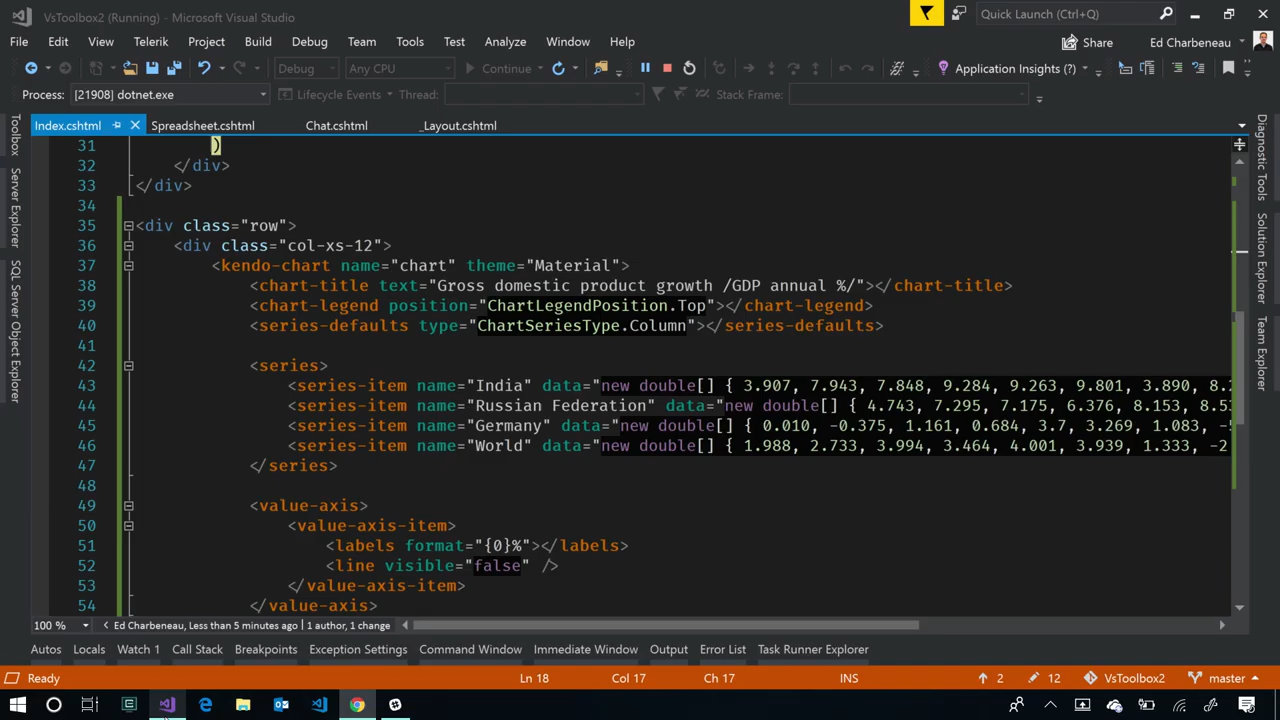 VsToolbox2 (Running) - Microsoft Visual Studio
Quick Launch (Ctrl+Q)
File Edit View Telerik Project Build Debug Team Tools Test Analyze Window Help
Share Ed Charbeneau
Debug Any CPU Continue Application Insights (?)
Process: [21908] dotnet.exe Lifecycle Events Thread: Stack Frame:
Index.cshtml Spreadsheet.cshtml Chat.cshtml _Layout.cshtml
Toolbox
Server Explorer
SQL Server Object Explorer
31 )
32 </div>
33 </div>
34
35 <div class="row">
36 <div class="col-xs-12">
37 <kendo-chart name="chart" theme="Material">
38 <chart-title text="Gross domestic product growth /GDP annual %/"></chart-title>
39 <chart-legend position="ChartLegendPosition.Top"></chart-legend>
40 <series-defaults type="ChartSeriesType.Column"></series-defaults>
41
42 <series>
43 <series-item name="India" data="new double[] { 3.907, 7.943, 7.848, 9.284, 9.263, 9.801, 3.890, 8.
44 <series-item name="Russian Federation" data="new double[] { 4.743, 7.295, 7.175, 6.376, 8.153, 8.5
45 <series-item name="Germany" data="new double[] { 0.010, -0.375, 1.161, 0.684, 3.7, 3.269, 1.083, -
46 <series-item name="World" data="new double[] { 1.988, 2.733, 3.994, 3.464, 4.001, 3.939, 1.333, -2
47 </series>
48
49 <value-axis>
50 <value-axis-item>
51 <labels format="{0}%"></labels>
52 <line visible="false" />
53 </value-axis-item>
54 </value-axis>
Diagnostic Tools
Solution Explorer
Team Explorer
100 % Ed Charbeneau, Less than 5 minutes ago | 1 author, 1 change
Autos Locals Watch 1 Call Stack Breakpoints Exception Settings Command Window Immediate Window Output Error List Task Runner Explorer
Ready Ln 18 Col 17 Ch 17 INS 2 12 VsToolbox2 master